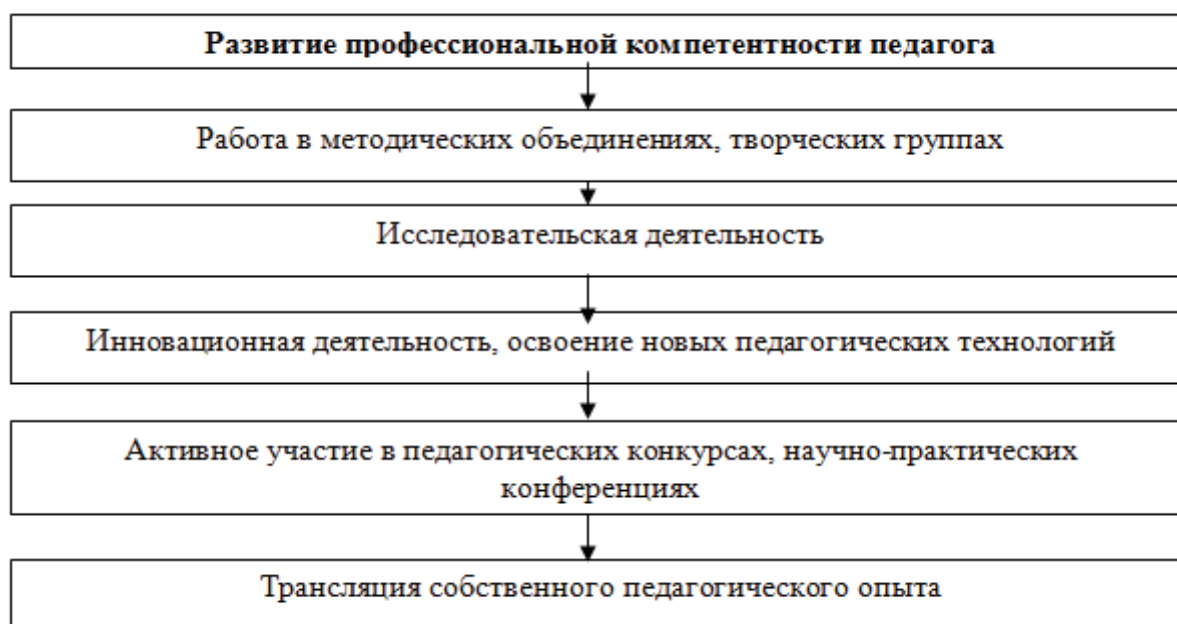 Развитие профессиональной компетентности педагога
Работа в методических объединениях, творческих группах
Исследовательская деятельность
Инновационная деятельность, освоение новых педагогических технологий
Активное участие в педагогических конкурсах, научно-практических
конференциях
Трансляция собственного педагогического опыта